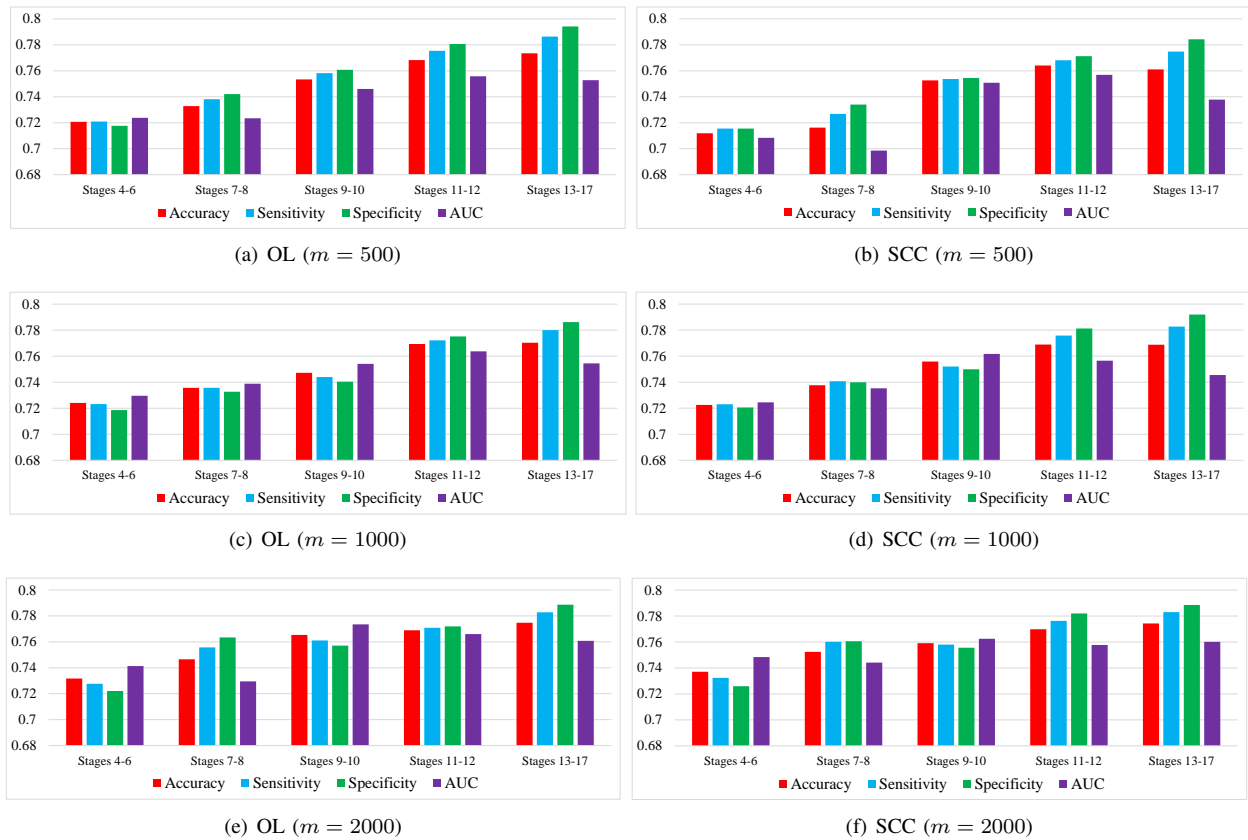 0.8
0.78
0.76
0.74
0.72
0.7
0.68
Stages 4-6 Stages 7-8 Stages 9-10 Stages 11-12 Stages 13-17
Accuracy Sensitivity Specificity AUC
(a) OL (m = 500)
0.8
0.78
0.76
0.74
0.72
0.7
0.68
Stages 4-6 Stages 7-8 Stages 9-10 Stages 11-12 Stages 13-17
Accuracy Sensitivity Specificity AUC
(b) SCC (m = 500)
0.8
0.78
0.76
0.74
0.72
0.7
0.68
Stages 4-6 Stages 7-8 Stages 9-10 Stages 11-12 Stages 13-17
Accuracy Sensitivity Specificity AUC
(c) OL (m = 1000)
0.8
0.78
0.76
0.74
0.72
0.7
0.68
Stages 4-6 Stages 7-8 Stages 9-10 Stages 11-12 Stages 13-17
Accuracy Sensitivity Specificity AUC
(d) SCC (m = 1000)
0.8
0.78
0.76
0.74
0.72
0.7
0.68
Stages 4-6 Stages 7-8 Stages 9-10 Stages 11-12 Stages 13-17
Accuracy Sensitivity Specificity AUC
(e) OL (m = 2000)
0.8
0.78
0.76
0.74
0.72
0.7
0.68
Stages 4-6 Stages 7-8 Stages 9-10 Stages 11-12 Stages 13-17
Accuracy Sensitivity Specificity AUC
(f) SCC (m = 2000)